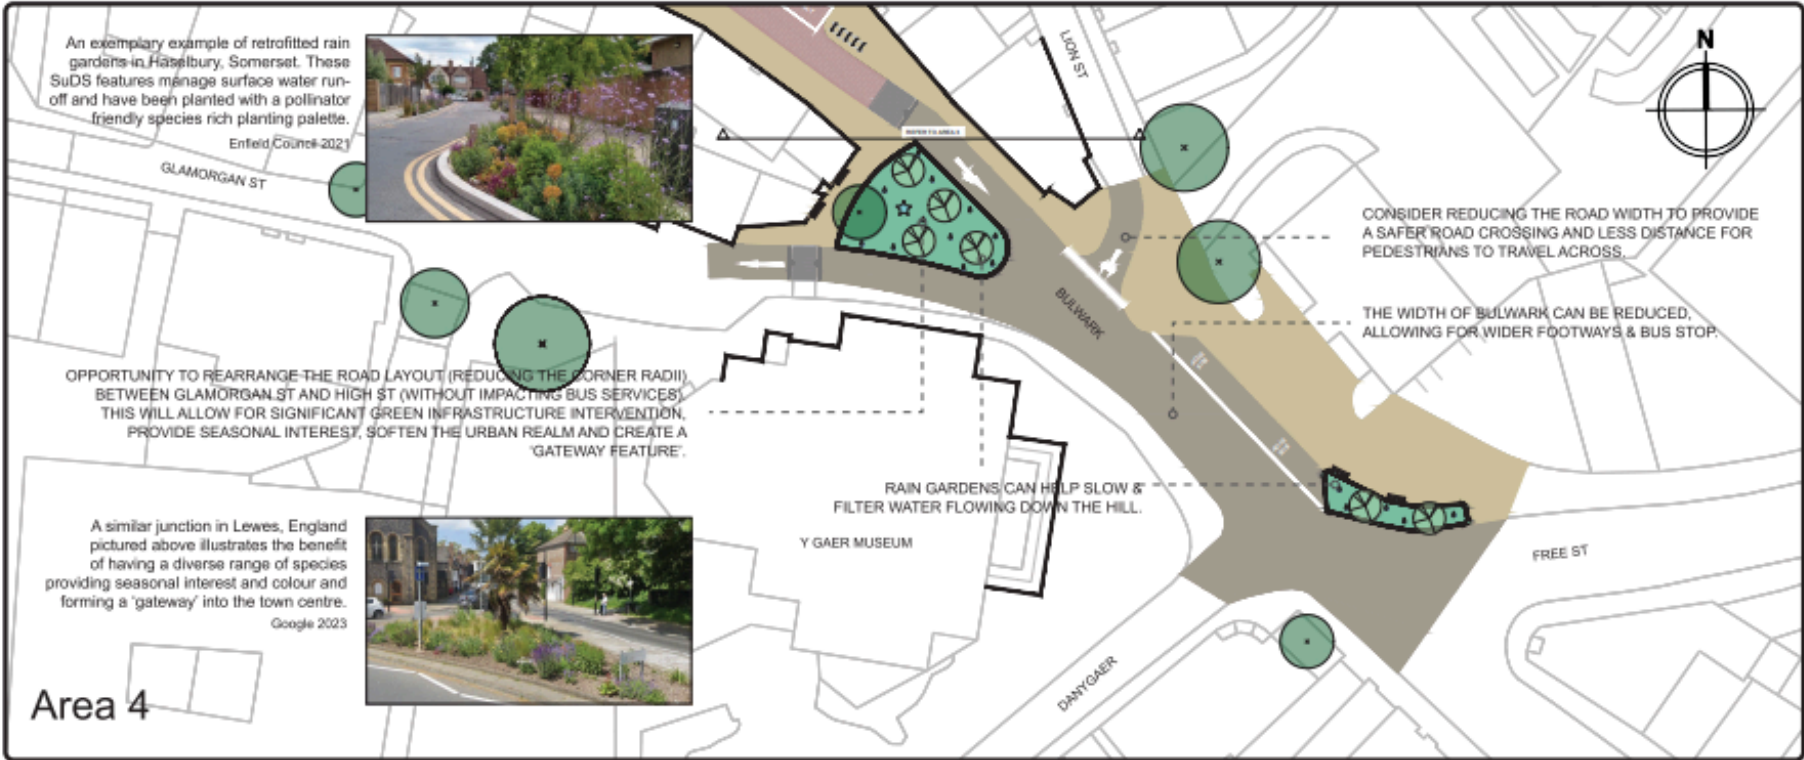 An exemplary example of retrofitted rain
gardens in Haselbury, Somerset. These
SuDS features manage surface water run-
off and have been planted with a pollinator
friendly species rich planting palette.
Enfield Council 2021
GLAMORGAN ST
LION ST
REFER TO AREA 3
N
CONSIDER REDUCING THE ROAD WIDTH TO PROVIDE
A SAFER ROAD CROSSING AND LESS DISTANCE FOR
PEDESTRIANS TO TRAVEL ACROSS.
BULWARK
THE WIDTH OF BULWARK CAN BE REDUCED,
ALLOWING FOR WIDER FOOTWAYS & BUS STOP.
OPPORTUNITY TO REARRANGE THE ROAD LAYOUT (REDUCING THE CORNER RADII)
BETWEEN GLAMORGAN ST AND HIGH ST (WITHOUT IMPACTING BUS SERVICES).
THIS WILL ALLOW FOR SIGNIFICANT GREEN INFRASTRUCTURE INTERVENTION,
PROVIDE SEASONAL INTEREST, SOFTEN THE URBAN REALM AND CREATE A
'GATEWAY FEATURE'.
RAIN GARDENS CAN HELP SLOW &
FILTER WATER FLOWING DOWN THE HILL.
Y GAER MUSEUM
FREE ST
A similar junction in Lewes, England
pictured above illustrates the benefit
of having a diverse range of species
providing seasonal interest and colour and
forming a 'gateway' into the town centre.
Google 2023
DANYGAER
Area 4